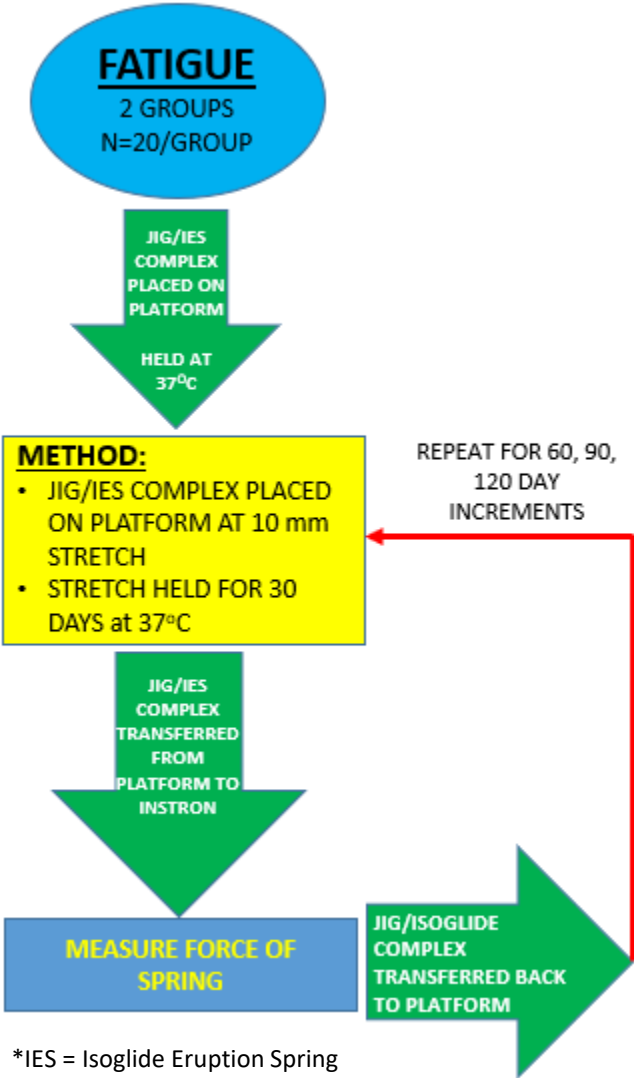 FATIGUE
2 GROUPS
N=20/GROUP
JIG/IES
COMPLEX
PLACED ON
PLATFORM
HELD AT
37⁰C
METHOD:
• JIG/IES COMPLEX PLACED
ON PLATFORM AT 10 mm
STRETCH
• STRETCH HELD FOR 30
DAYS at 37°C
REPEAT FOR 60, 90,
120 DAY
INCREMENTS
JIG/IES
COMPLEX
TRANSFERRED
FROM
PLATFORM TO
INSTRON
MEASURE FORCE OF
SPRING
JIG/ISOGLIDE
COMPLEX
TRANSFERRED BACK
TO PLATFORM
*IES = Isoglide Eruption Spring